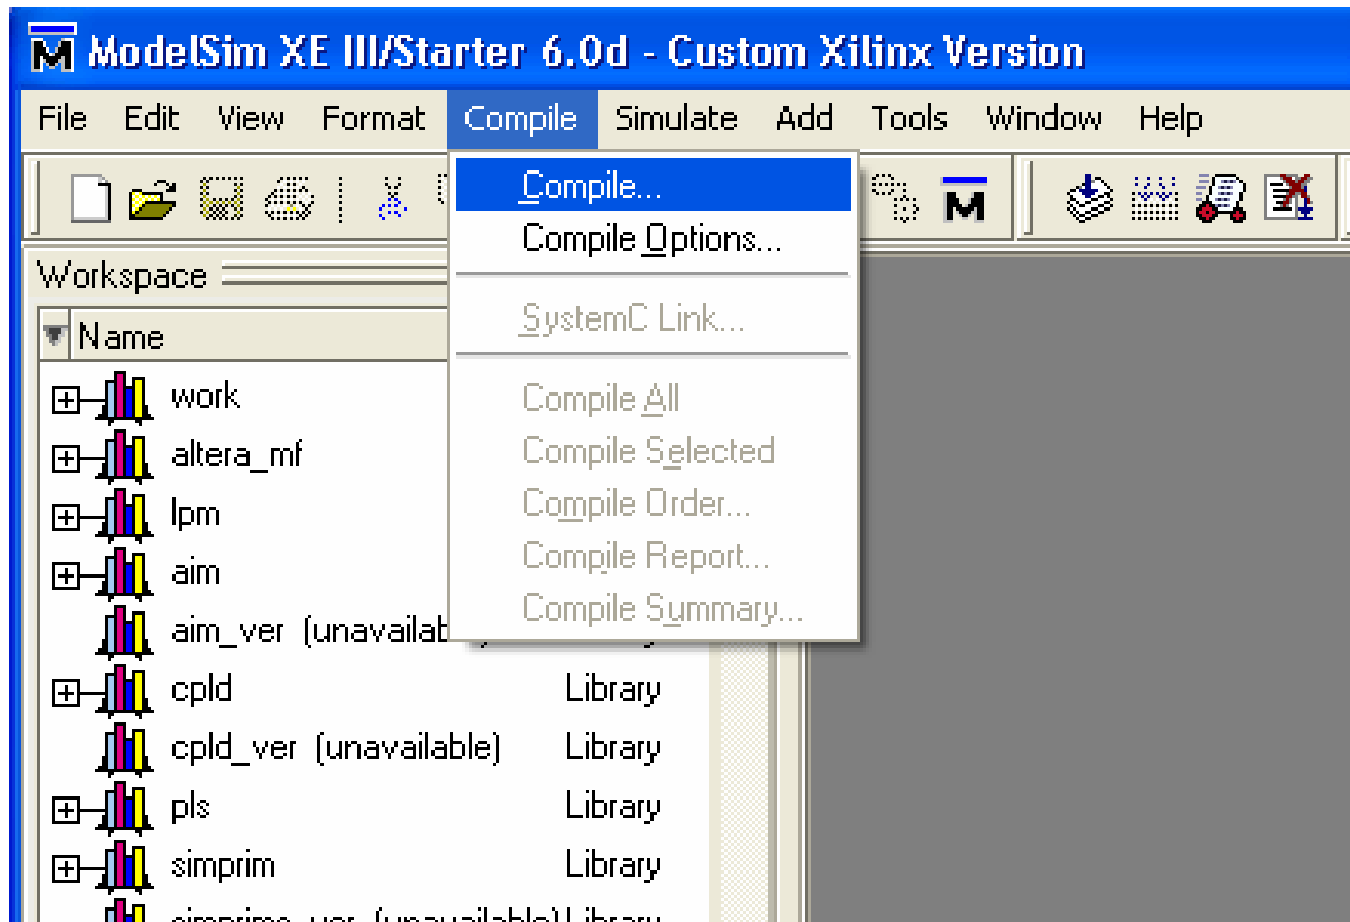 ModelSim XE III/Starter 6.0d - Custom Xilinx Version
File Edit View Format Compile Simulate Add Tools Window Help
Compile...
Compile Options...
SystemC Link...
Compile All
Compile Selected
Compile Order...
Compile Report...
Compile Summary...
Workspace
Name
work
altera_mf
lpm
aim
aim_ver
cpld Library
cpld_ver (unavailable) Library
pls Library
simprim Library
(unavailable) Library